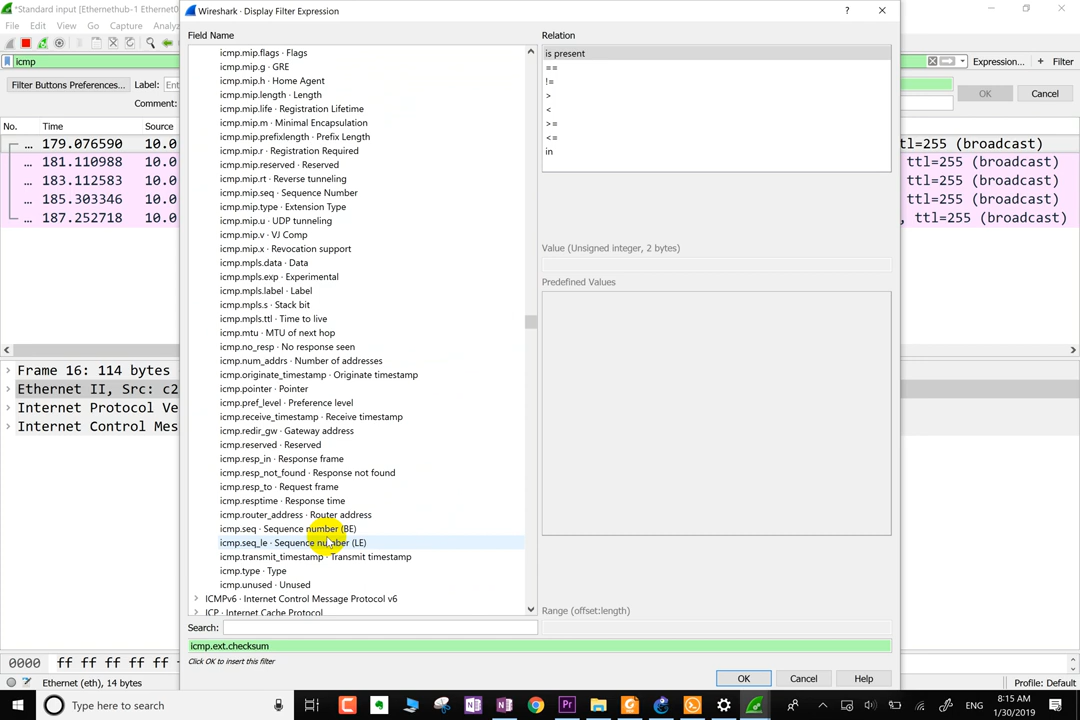 *Standard input [Ethernethub-1 Ethernet0
Wireshark · Display Filter Expression
?
File Edit View Go Capture Analyz
Field Name
Relation
icmp
Expression...
+
Filter
Filter Buttons Preferences...
Label:
Comment:
OK
Cancel
No. Time Source
... 179.076590 10.0
tl=255 (broadcast)
... 181.110988 10.0
ttl=255 (broadcast)
... 183.112583 10.0
ttl=255 (broadcast)
... 185.303346 10.0
ttl=255 (broadcast)
... 187.252718 10.0
, ttl=255 (broadcast)
icmp.mip.flags · Flags
icmp.mip.g · GRE
icmp.mip.h · Home Agent
icmp.mip.length · Length
icmp.mip.life · Registration Lifetime
icmp.mip.m · Minimal Encapsulation
icmp.mip.prefixlength · Prefix Length
icmp.mip.r · Registration Required
icmp.mip.reserved · Reserved
icmp.mip.rt · Reverse tunneling
icmp.mip.seq · Sequence Number
icmp.mip.type · Extension Type
icmp.mip.u · UDP tunneling
icmp.mip.v · VJ Comp
icmp.mip.x · Revocation support
icmp.mpls.data · Data
icmp.mpls.exp · Experimental
icmp.mpls.label · Label
icmp.mpls.s · Stack bit
icmp.mpls.ttl · Time to live
icmp.mtu · MTU of next hop
icmp.no_resp · No response seen
icmp.num_addrs · Number of addresses
icmp.originate_timestamp · Originate timestamp
icmp.pointer · Pointer
icmp.pref_level · Preference level
icmp.receive_timestamp · Receive timestamp
icmp.redir_gw · Gateway address
icmp.reserved · Reserved
icmp.resp_in · Response frame
icmp.resp_not_found · Response not found
icmp.resp_to · Request frame
icmp.resptime · Response time
icmp.router_address · Router address
icmp.seq · Sequence number (BE)
icmp.seq_le · Sequence number (LE)
icmp.transmit_timestamp · Transmit timestamp
icmp.type · Type
icmp.unused · Unused
ICMPv6 · Internet Control Message Protocol v6
ICP · Internet Cache Protocol
is present
==
!=
>
<
>=
<=
in
Value (Unsigned integer, 2 bytes)
Predefined Values
Range (offset:length)
Frame 16: 114 bytes
Ethernet II, Src: c2
Internet Protocol Ve
Internet Control Mes
Search:
icmp.ext.checksum
Click OK to insert this filter
OK
Cancel
Help
0000 ff ff ff ff ff
Ethernet (eth), 14 bytes
Profile: Default
Type here to search
ENG
8:15 AM
1/30/2019